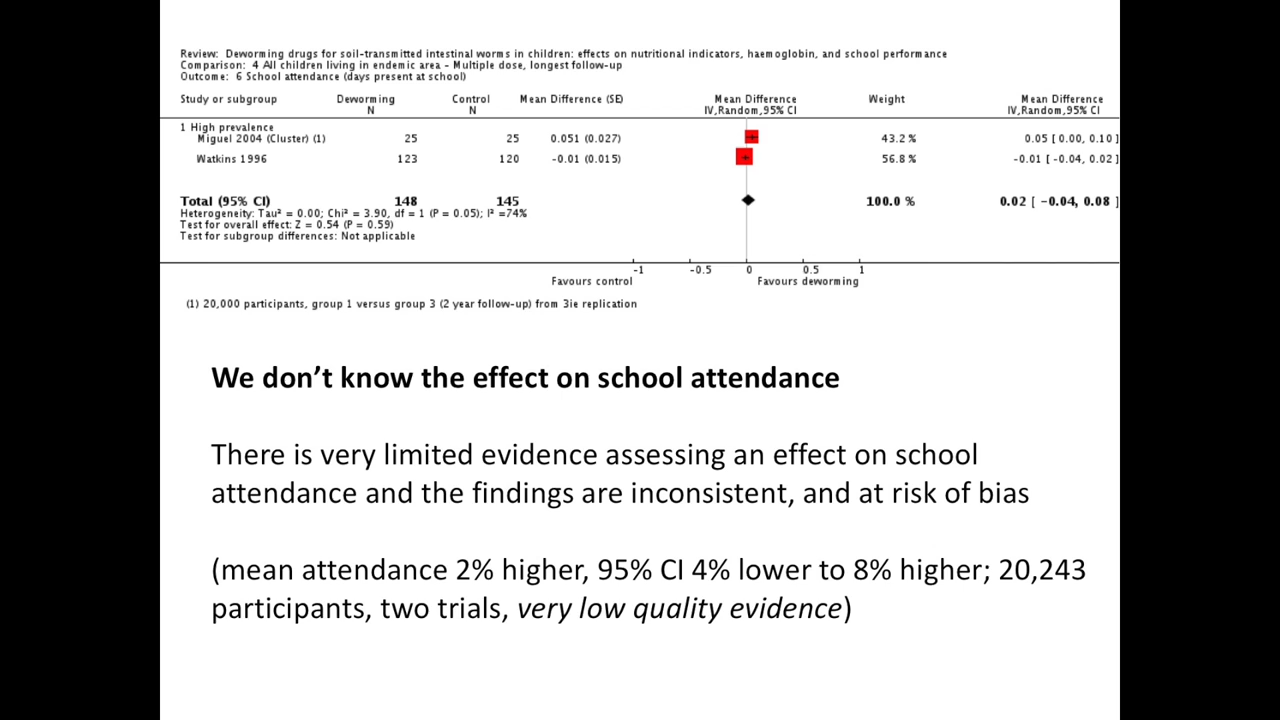 Review: Deworming drugs for soil-transmitted intestinal worms in children: effects on nutritional indicators, haemoglobin, and school performance
Comparison: 4 All children living in endemic area – Multiple dose, longest follow-up
Outcome: 6 School attendance (days present at school)
Study or subgroup Deworming Control Mean Difference (SE) Mean Difference Weight Mean Difference
N N IV,Random,95% CI IV,Random,95% CI
1 High prevalence
Miguel 2004 (Cluster) (1) 25 25 0.051 (0.027) 43.2 % 0.05 [ 0.00, 0.10 ]
Watkins 1996 123 120 -0.01 (0.015) 56.8 % -0.01 [ -0.04, 0.02 ]
Total (95% CI) 148 145 100.0 % 0.02 [ -0.04, 0.08 ]
Heterogeneity: Tau² = 0.00; Chi² = 3.90, df = 1 (P = 0.05); I² =74%
Test for overall effect: Z = 0.54 (P = 0.59)
Test for subgroup differences: Not applicable
-1 -0.5 0 0.5 1
Favours control Favours deworming
(1) 20,000 participants, group 1 versus group 3 (2 year follow-up) from 3ie replication
We don't know the effect on school attendance
There is very limited evidence assessing an effect on school
attendance and the findings are inconsistent, and at risk of bias
(mean attendance 2% higher, 95% CI 4% lower to 8% higher; 20,243
participants, two trials, very low quality evidence)